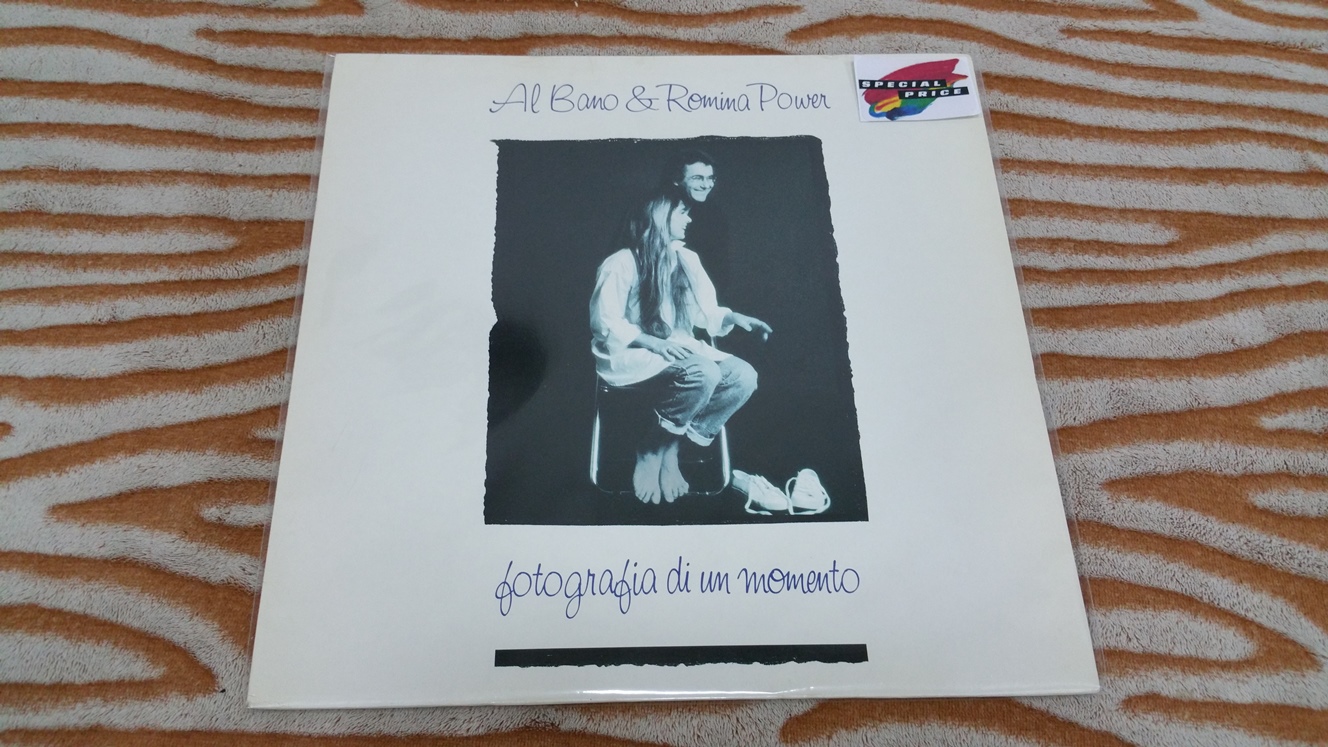 Al Bano & Romina Power
SPECIAL
PRICE
fotografia di un momento